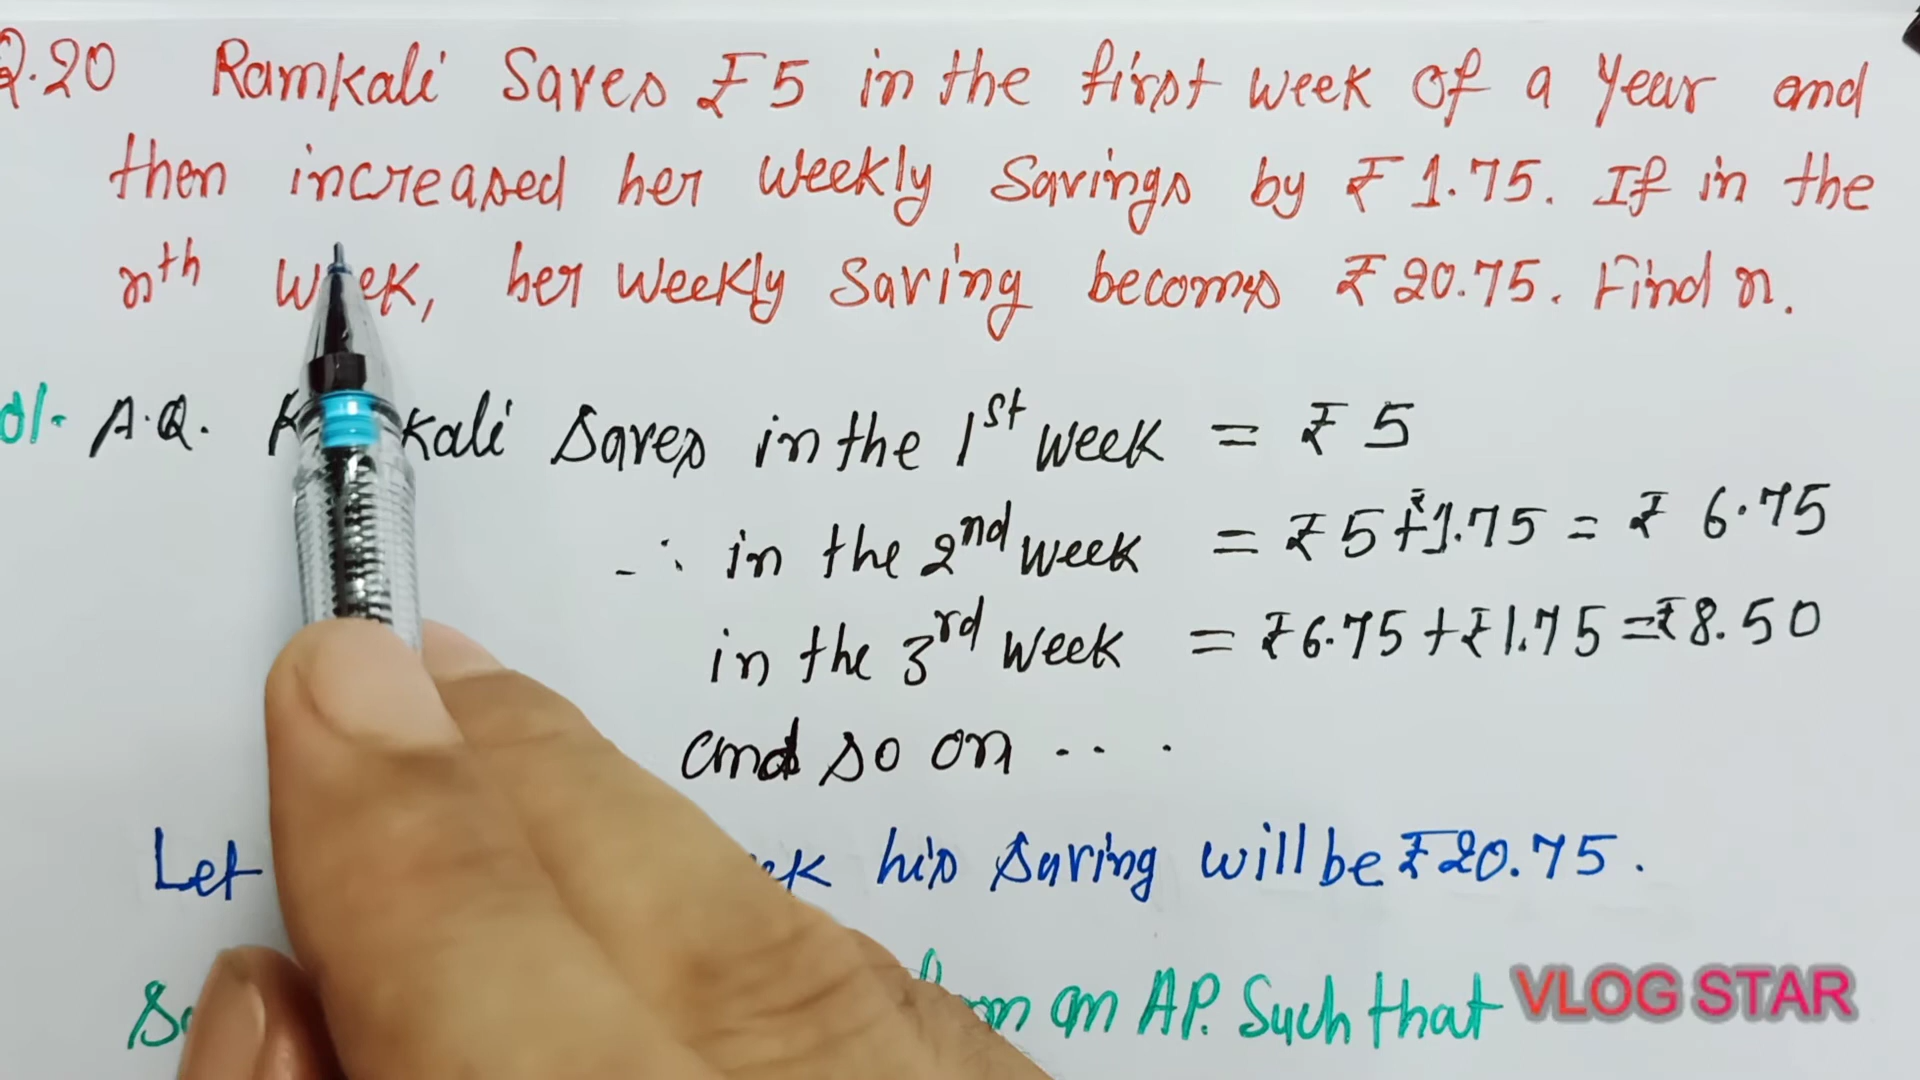 Q.20 Ramkali Saves ₹5 in the first week of a year and
then increased her weekly savings by ₹1.75. If in the
nth week, her weekly saving becomes ₹20.75. Find n.
A.Q. kali saves in the 1st week = ₹5
∴ in the 2nd week = ₹5+₹1.75 = ₹6.75
in the 3rd week = ₹6.75+₹1.75=₹8.50
and so on ...
Let his saving will be ₹20.75.
an AP. Such that
VLOG STAR